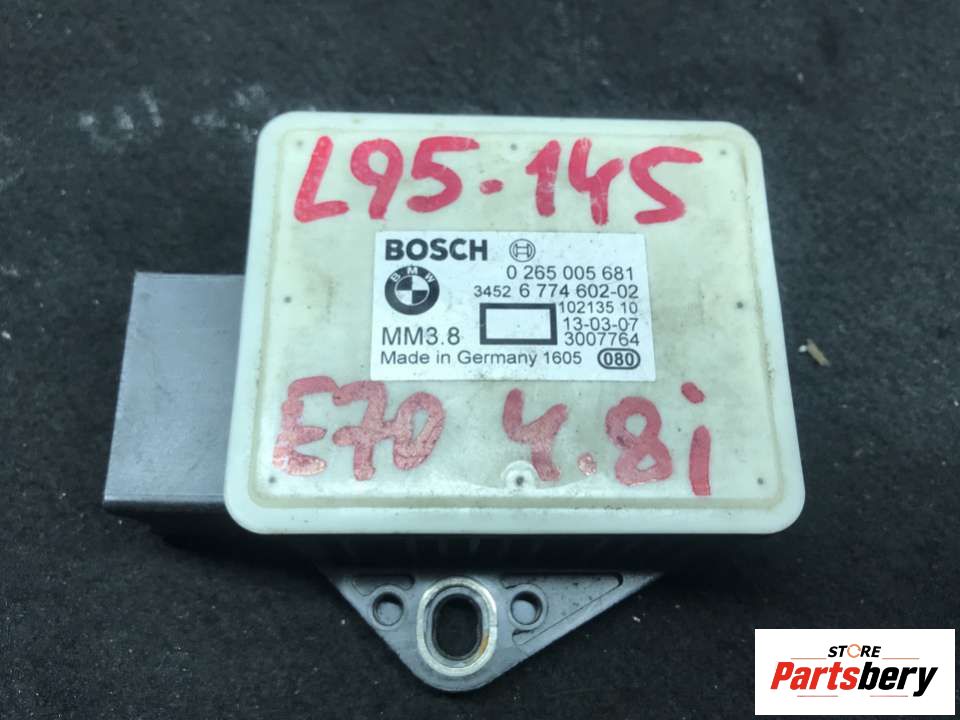 L95-145
BOSCH
BMW
0 265 005 681
3452 6 774 602-02
102135 10
13-03-07
MM3.8
3007764
Made in Germany 1605 080
E70 4.8i
STORE
Partsbery